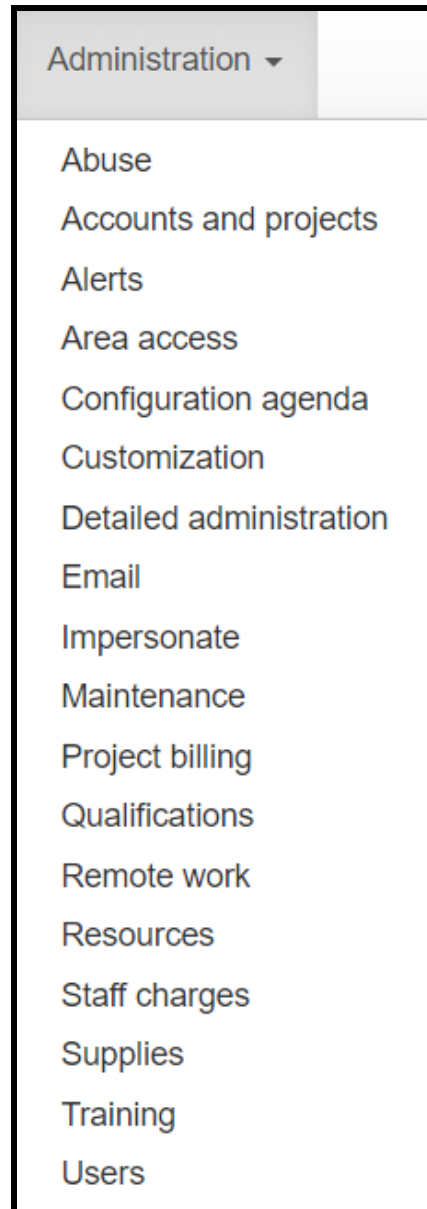 Administration
Abuse
Accounts and projects
Alerts
Area access
Configuration agenda
Customization
Detailed administration
Email
Impersonate
Maintenance
Project billing
Qualifications
Remote work
Resources
Staff charges
Supplies
Training
Users